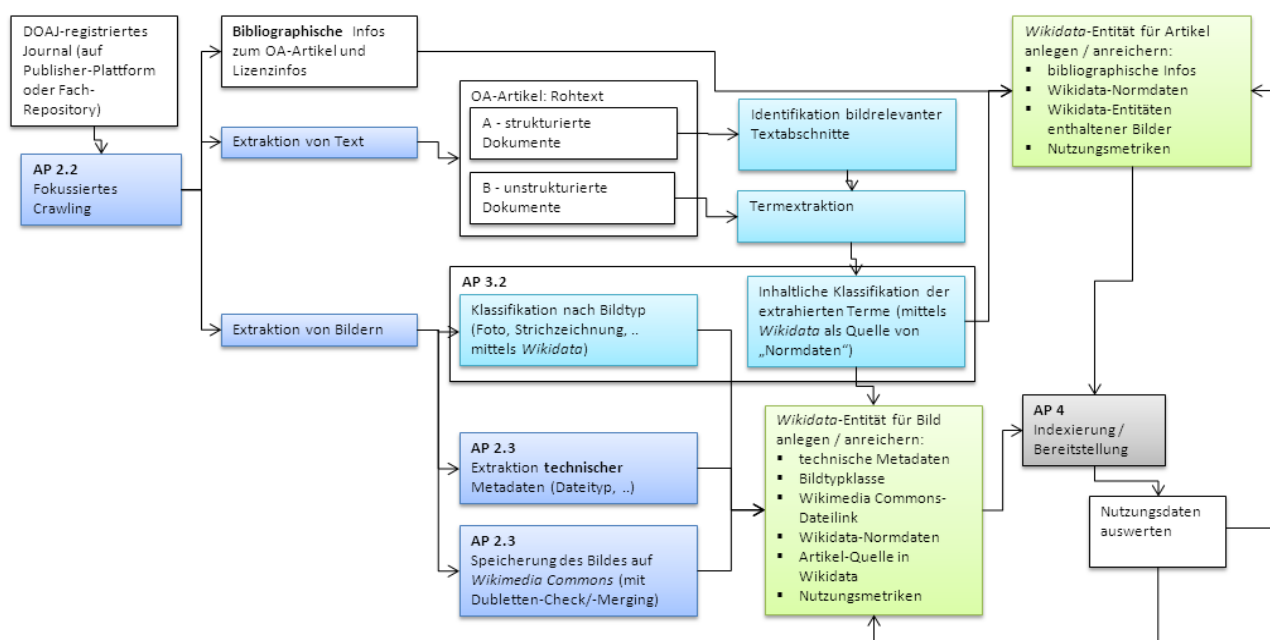 DOAJ-registriertes
Journal (auf
Publisher-Plattform
oder Fach-
Repository)
AP 2.2
Fokussiertes
Crawling
Bibliographische Infos
zum OA-Artikel und
Lizenzinfos
Extraktion von Text
Extraktion von Bildern
OA-Artikel: Rohtext
A - strukturierte
Dokumente
B - unstrukturierte
Dokumente
Identifikation bildrelevanter
Textabschnitte
Termextraktion
AP 3.2
Klassifikation nach Bildtyp
(Foto, Strichzeichnung, ..
mittels Wikidata)
Inhaltliche Klassifikation der
extrahierten Terme (mittels
Wikidata als Quelle von
„Normdaten“)
AP 2.3
Extraktion technischer
Metadaten (Dateityp, ..)
AP 2.3
Speicherung des Bildes auf
Wikimedia Commons (mit
Dubletten-Check/-Merging)
Wikidata-Entität für Bild
anlegen / anreichern:
▪ technische Metadaten
▪ Bildtypklasse
▪ Wikimedia Commons-
Dateilink
▪ Wikidata-Normdaten
▪ Artikel-Quelle in
Wikidata
▪ Nutzungsmetriken
Wikidata-Entität für Artikel
anlegen / anreichern:
▪ bibliographische Infos
▪ Wikidata-Normdaten
▪ Wikidata-Entitäten
enthaltener Bilder
▪ Nutzungsmetriken
AP 4
Indexierung /
Bereitstellung
Nutzungsdaten
auswerten